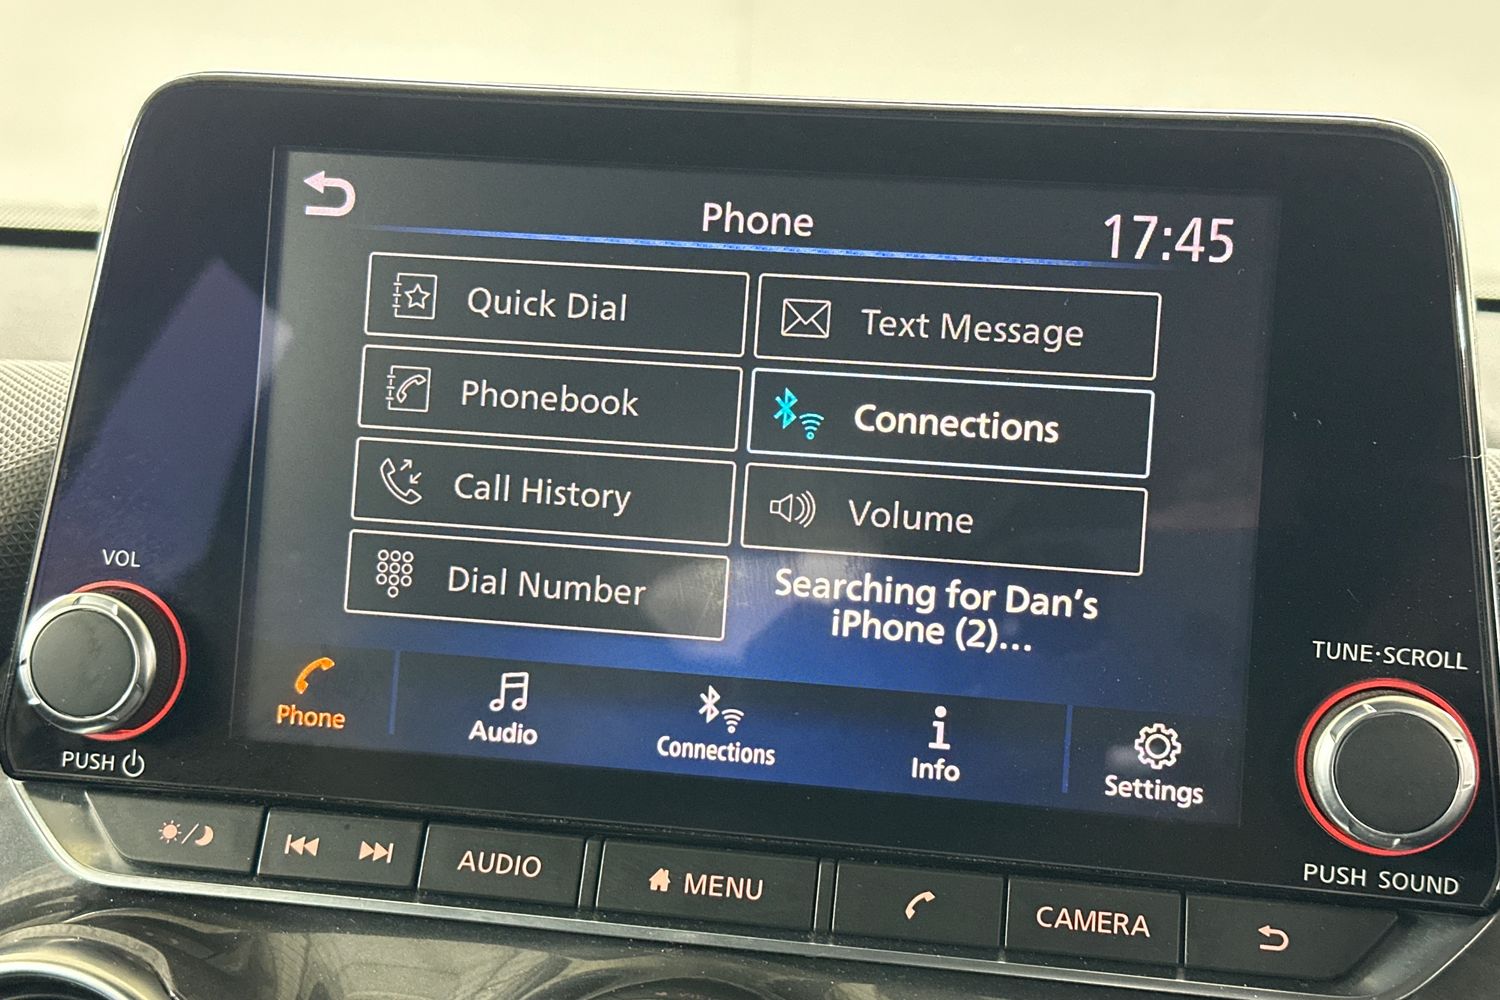 Phone
17:45
Quick Dial
Text Message
Phonebook
Connections
Call History
Volume
Dial Number
Searching for Dan's
iPhone (2)...
Phone
Audio
Connections
Info
Settings
VOL
PUSH
TUNE·SCROLL
PUSH SOUND
AUDIO
MENU
CAMERA